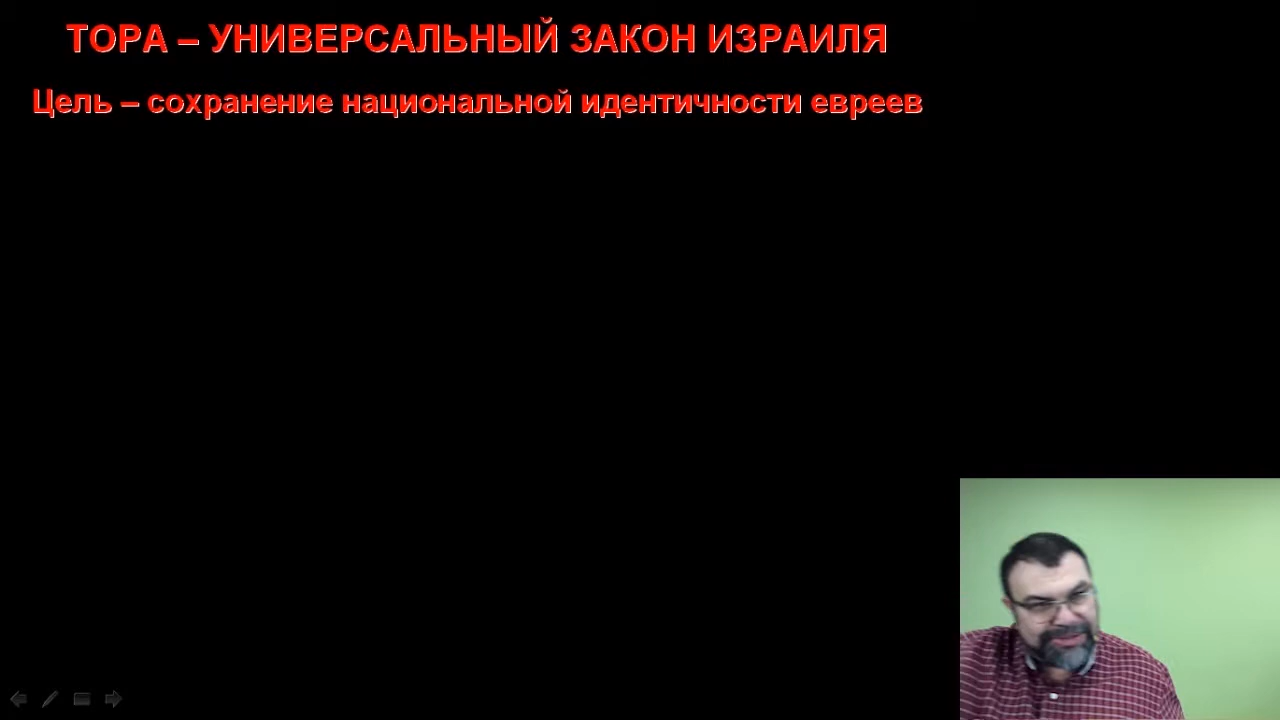 ТОРА – УНИВЕРСАЛЬНЫЙ ЗАКОН ИЗРАИЛЯ
Цель – сохранение национальной идентичности евреев